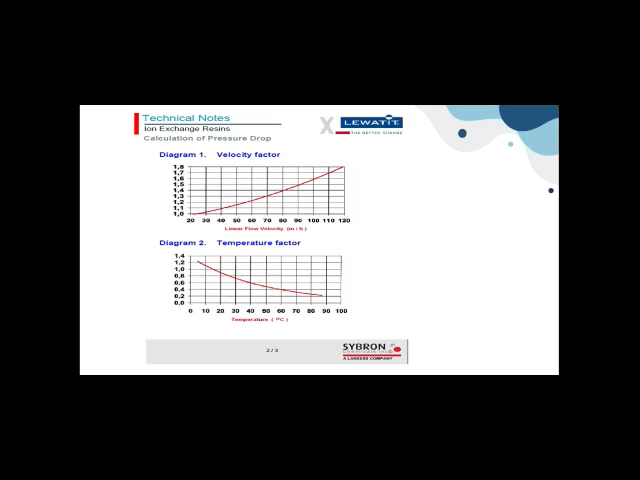 Technical Notes
Ion Exchange Resins
Calculation of Pressure Drop
X LEWATIT
THE BETTER CHARGE
Diagram 1. Velocity factor
1,8
1,7
1,6
1,5
1,4
1,3
1,2
1,1
1,0
20 30 40 50 60 70 80 90 100 110 120
Linear Flow Velocity (m / h )
Diagram 2. Temperature factor
1,4
1,2
1,0
0,8
0,6
0,4
0,2
0,0
0 10 20 30 40 50 60 70 80 90 100
Temperature ( °C )
2 / 3
SYBRON
Chemicals Inc.
A LANXESS COMPANY